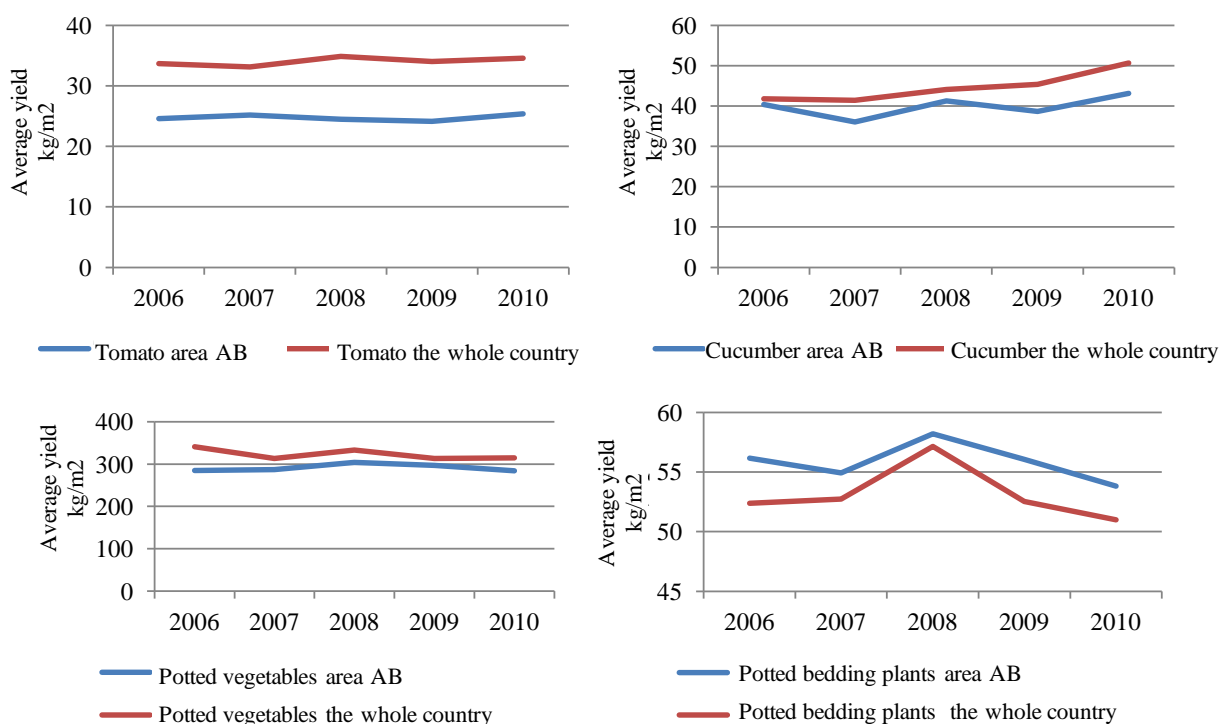 Average yield
kg/m2
40
30
20
10
0
2006 2007 2008 2009 2010
Tomato area AB
Tomato the whole country
Average yield
kg/m2
60
50
40
30
20
10
0
2006 2007 2008 2009 2010
Cucumber area AB
Cucumber the whole country
Average yield
kg/m2
400
300
200
100
0
2006 2007 2008 2009 2010
Potted vegetables area AB
Potted vegetables the whole country
Average yield
kg/m2
60
55
50
45
2006 2007 2008 2009 2010
Potted bedding plants area AB
Potted bedding plants the whole country